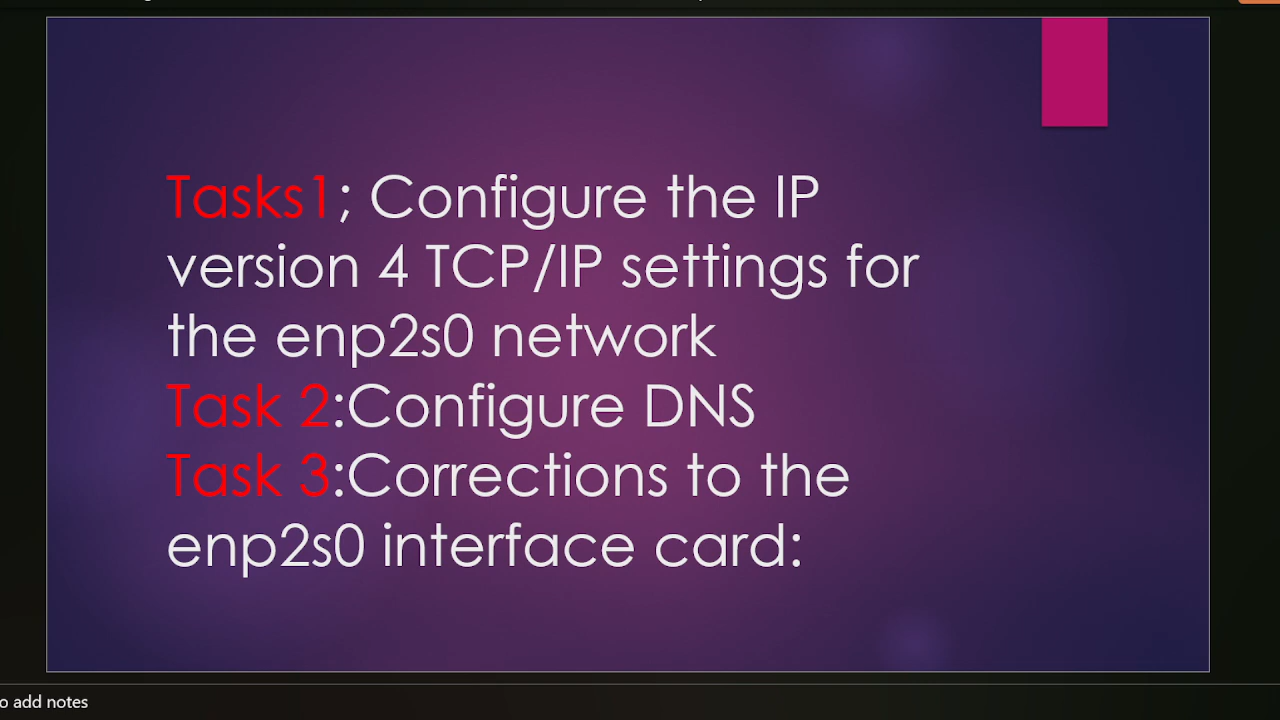 Tasks1; Configure the IP
version 4 TCP/IP settings for
the enp2s0 network
Task 2:Configure DNS
Task 3:Corrections to the
enp2s0 interface card:
o add notes